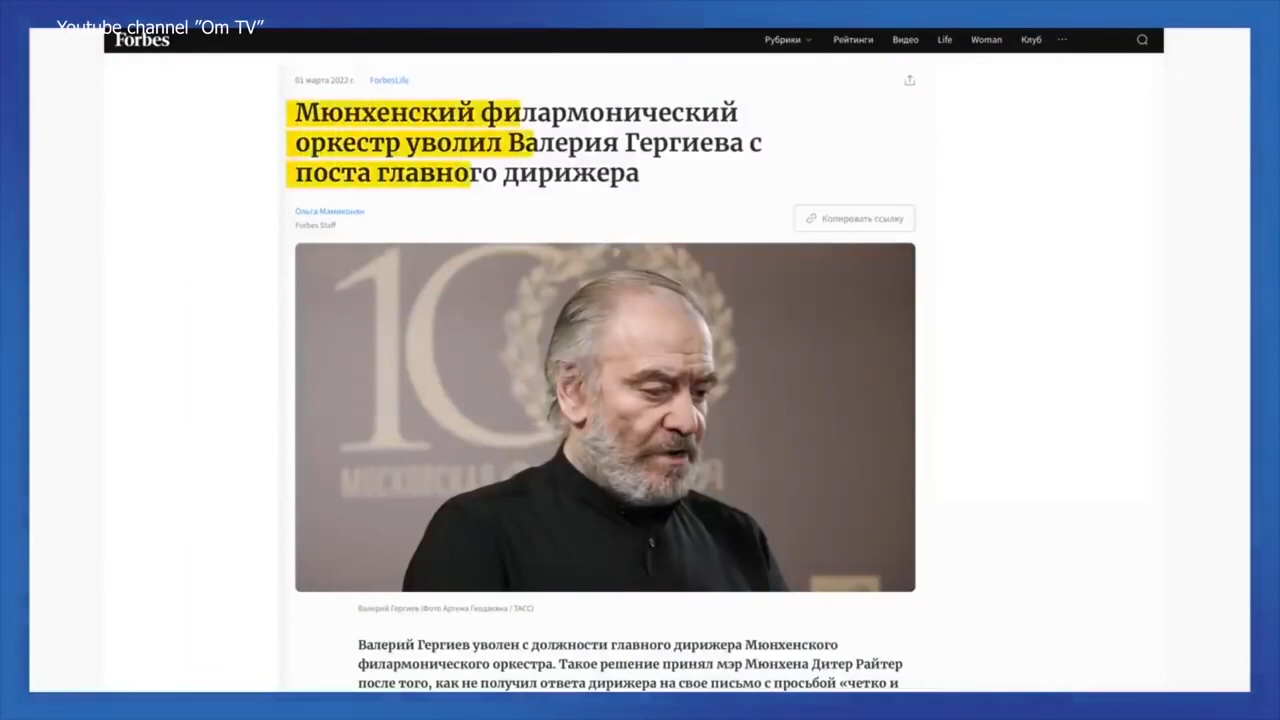 Youtube channel "Om TV"
Forbes
Рубрики Рейтинги Видео Life Woman Клуб ...
01 марта 2022 г. ForbesLife
Мюнхенский филармонический
оркестр уволил Валерия Гергиева с
поста главного дирижера
Ольга Мамиконян
Forbes Staff
Копировать ссылку
10
МОСКОВСКАЯ
Валерий Гергиев (Фото Артема Геодакяна / ТАСС)
Валерий Гергиев уволен с должности главного дирижера Мюнхенского
филармонического оркестра. Такое решение принял мэр Мюнхена Дитер Райтер
после того, как не получил ответа дирижера на свое письмо с просьбой «четко и